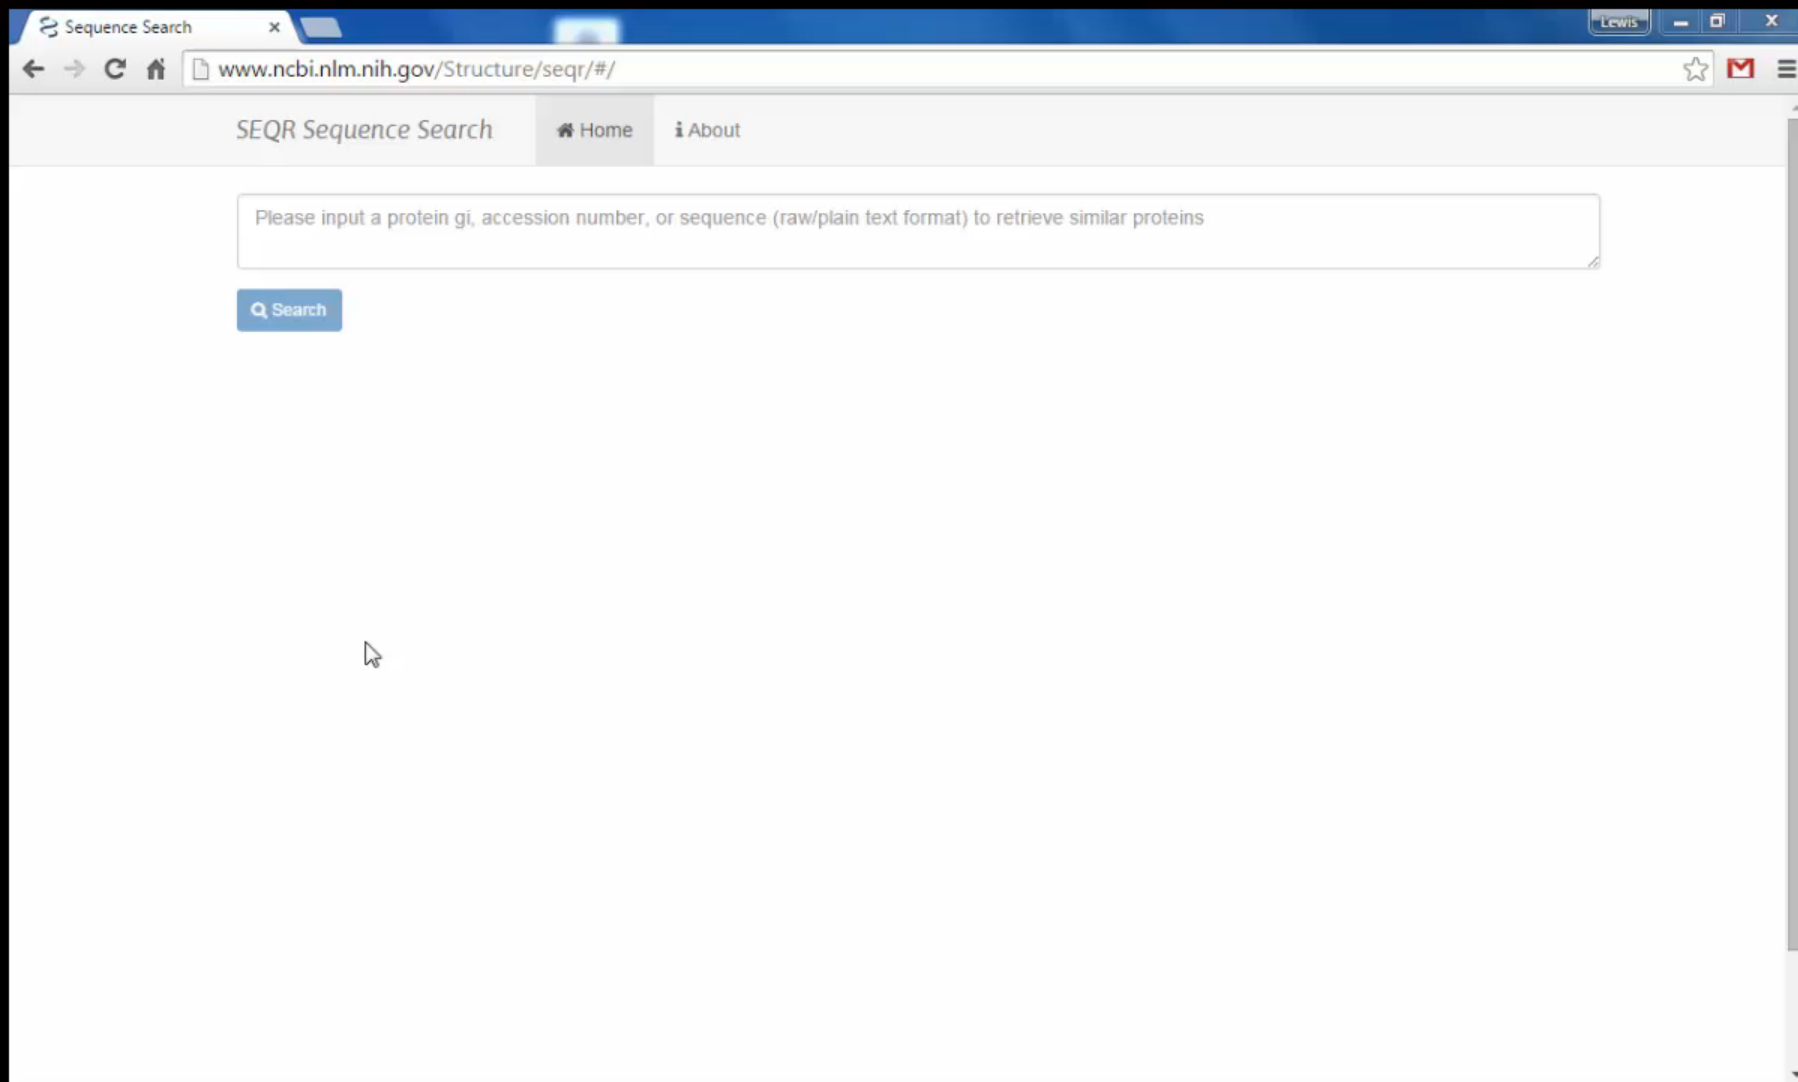 Sequence Search
Lewis
www.ncbi.nlm.nih.gov/Structure/seqr/#/
SEQR Sequence Search
Home
About
Please input a protein gi, accession number, or sequence (raw/plain text format) to retrieve similar proteins
Search